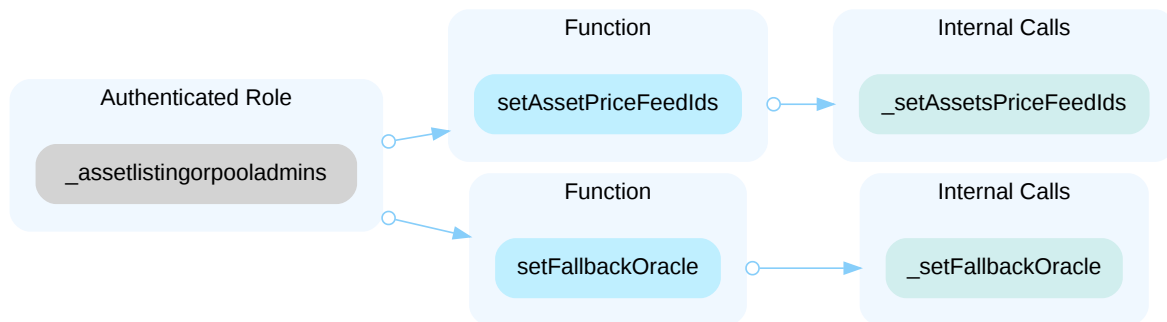 Authenticated Role
_assetlistingorpooladmins
Function
setAssetPriceFeedIds
Internal Calls
_setAssetsPriceFeedIds
Function
setFallbackOracle
Internal Calls
_setFallbackOracle